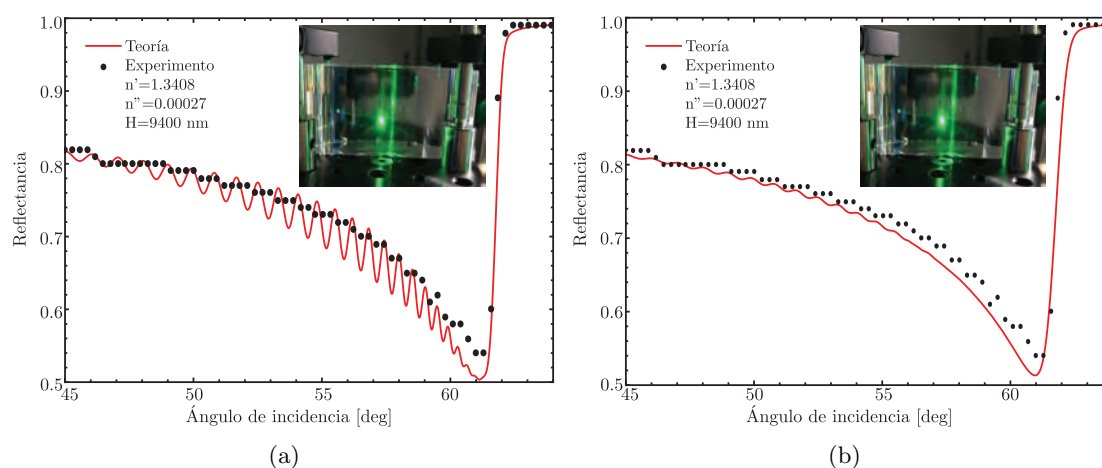 1.0
0.9
0.8
0.7
0.6
0.5
Reflectancia
Teoría
Experimento
n'=1.3408
n"=0.00027
H=9400 nm
45
50
55
60
Ángulo de incidencia [deg]
(a)
1.0
0.9
0.8
0.7
0.6
0.5
Reflectancia
Teoría
Experimento
n'=1.3408
n"=0.00027
H=9400 nm
45
50
55
60
Ángulo de incidencia [deg]
(b)